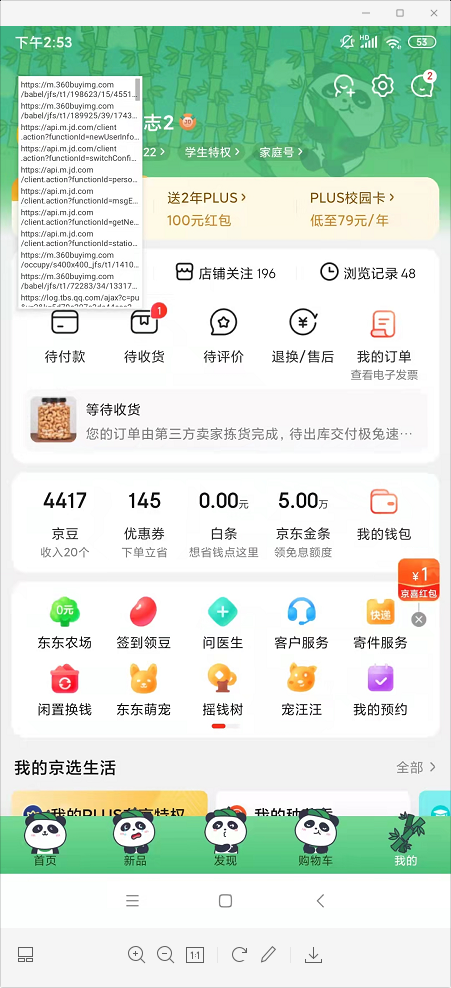 下午2:53
HD
53
https://m.360buyimg.com
/babel/jfs/t1/198623/15/4551...
https://m.360buyimg.com
/babel/jfs/t1/189925/39/1743...
https://api.m.jd.com/client
.action?functionId=newUserInfo...
https://api.m.jd.com/client
.action?functionId=switchConfi...
https://api.m.jd.com
/client.action?functionId=perso...
https://api.m.jd.com
/client.action?functionId=msgE...
https://api.m.jd.com
/client.action?functionId=getNe...
https://api.m.jd.com
/client.action?functionId=statio...
https://m.360buyimg.com
/occupy/s400x400_jfs/t1/1410...
https://m.360buyimg.com
/babel/jfs/t1/72283/34/13317...
https://log.tbs.qq.com/ajax?c=pu
2
志2
22 >
学生特权 >
家庭号 >
送2年PLUS >
100元红包
PLUS校园卡 >
低至79元/年
店铺关注 196
浏览记录 48
1
待付款
待收货
待评价
退换/售后
我的订单
查看电子发票
等待收货
您的订单由第三方卖家拣货完成，待出库交付极兔速…
4417
145
0.00元
5.00万
京豆
优惠券
白条
京东金条
我的钱包
收入20个
下单立省
想省钱点这里
领免息额度
¥1
京喜红包
0元
快递
东东农场
签到领豆
问医生
客户服务
寄件服务
闲置换钱
东东萌宠
摇钱树
宠汪汪
我的预约
我的京选生活
全部 >
我的PLUS共享特权
首页
新品
发现
购物车
我的
1:1